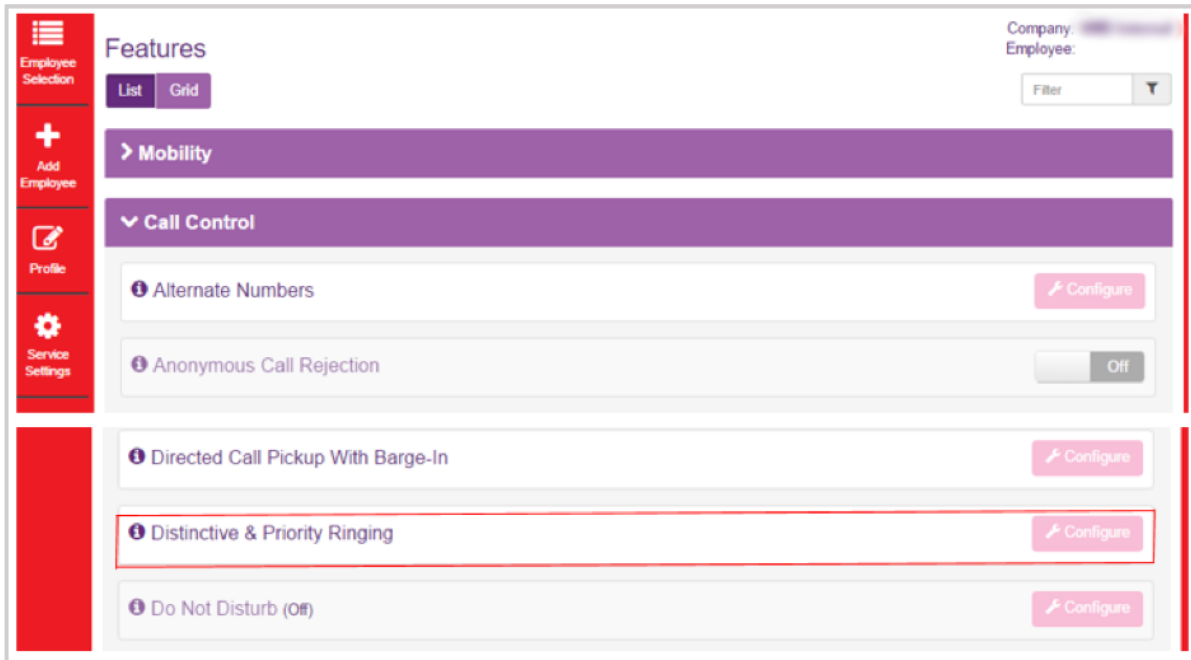 Employee
Selection
Add
Employee
Profile
Service
Settings
Features
Company:
Employee:
List Grid
Filter
Mobility
Call Control
Alternate Numbers Configure
Anonymous Call Rejection Off
Directed Call Pickup With Barge-In Configure
Distinctive & Priority Ringing Configure
Do Not Disturb (Off) Configure